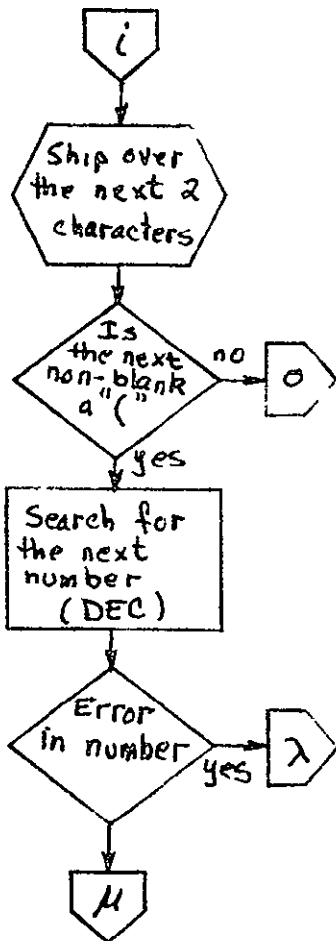 i
Ship over
the next 2
characters
Is
the next
non-blank
a "("
no
o
yes
Search for
the next
number
(DEC)
Error
in number
yes
λ
μ